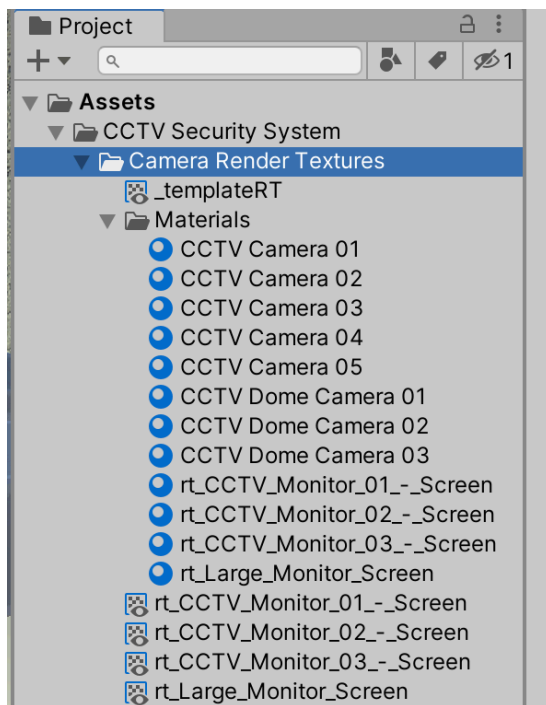 Project
1
Assets
CCTV Security System
Camera Render Textures
_templateRT
Materials
CCTV Camera 01
CCTV Camera 02
CCTV Camera 03
CCTV Camera 04
CCTV Camera 05
CCTV Dome Camera 01
CCTV Dome Camera 02
CCTV Dome Camera 03
rt_CCTV_Monitor_01_-_Screen
rt_CCTV_Monitor_02_-_Screen
rt_CCTV_Monitor_03_-_Screen
rt_Large_Monitor_Screen
rt_CCTV_Monitor_01_-_Screen
rt_CCTV_Monitor_02_-_Screen
rt_CCTV_Monitor_03_-_Screen
rt_Large_Monitor_Screen